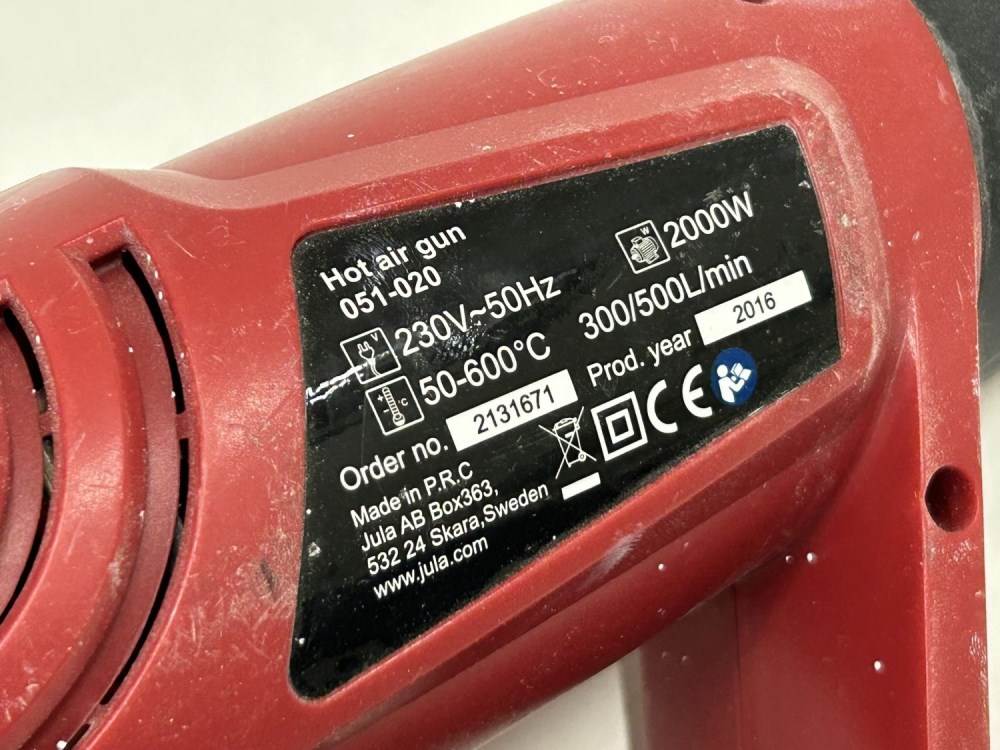 Hot air gun
051-020
V 230V~50Hz W 2000W
+ - °C 50-600°C 300/500L/min
Order no. 2131671 Prod. year 2016
Made in P.R.C
Jula AB Box363,
532 24 Skara,Sweden
www.jula.com
CE